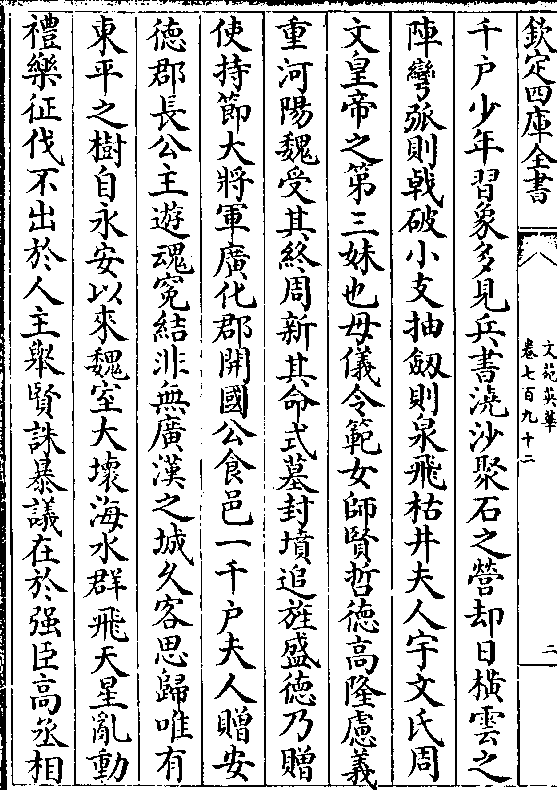 欽定四庫全書
文苑英華
卷七百九十二
二
千户少年習象多見兵書澆沙聚石之營却日横雲之
陣彎弧則㦸破小支抽劔則泉飛枯井夫人宇文氏周
文皇帝之第三妹也母儀令範女師賢哲徳高隆慮義
重河陽魏受其終周新其命式墓封墳追旌盛徳乃贈
使持節大將軍廣化郡開國公食邑一千户夫人贈安
徳郡長公主遊魂寃結非無廣漢之城久客思歸唯有
東平之樹自永安以來魏室大壊海水群飛天星亂動
禮樂征伐不出於人主舉賢誅暴議在於强臣高丞相